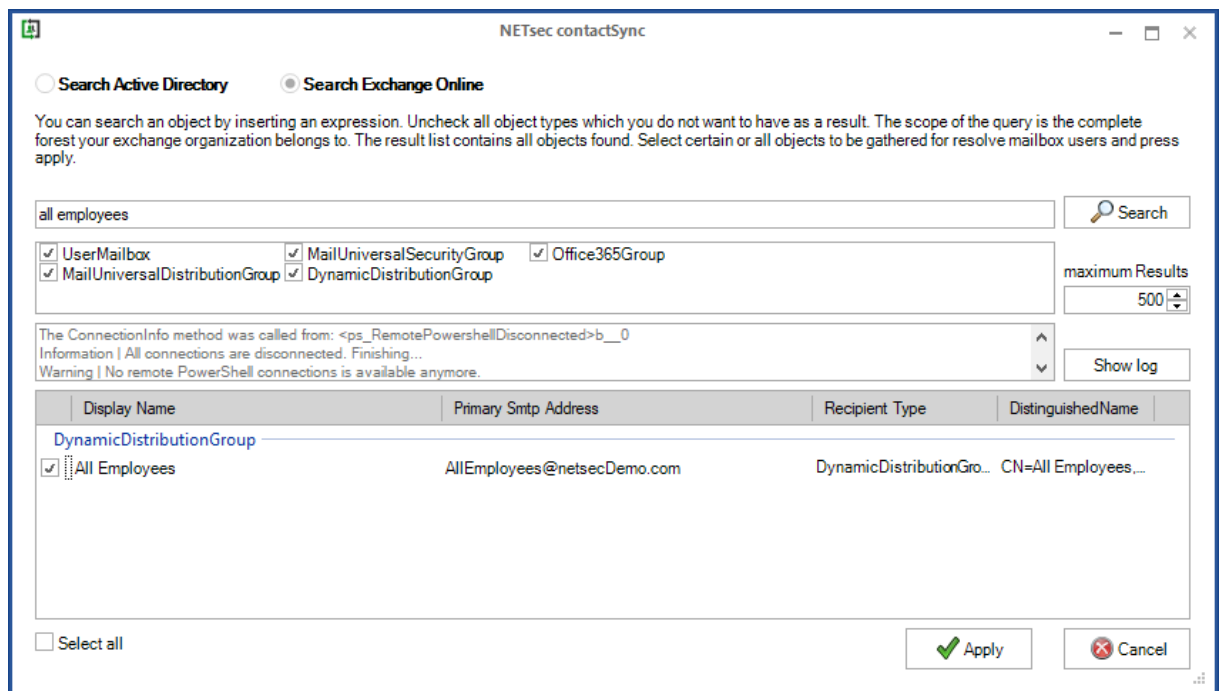 NETsec contactSync
Search Active Directory Search Exchange Online
You can search an object by inserting an expression. Uncheck all object types which you do not want to have as a result. The scope of the query is the complete
forest your exchange organization belongs to. The result list contains all objects found. Select certain or all objects to be gathered for resolve mailbox users and press
apply.
all employees Search
UserMailbox MailUniversalSecurityGroup Office365Group
MailUniversalDistributionGroup DynamicDistributionGroup
maximum Results
500
The ConnectionInfo method was called from: <ps_RemotePowershellDisconnected>b__0
Information | All connections are disconnected. Finishing...
Warning | No remote PowerShell connections is available anymore.
Show log
Display Name Primary Smtp Address Recipient Type DistinguishedName
DynamicDistributionGroup
All Employees AllEmployees@netsecDemo.com DynamicDistributionGro... CN=All Employees,...
Select all Apply Cancel